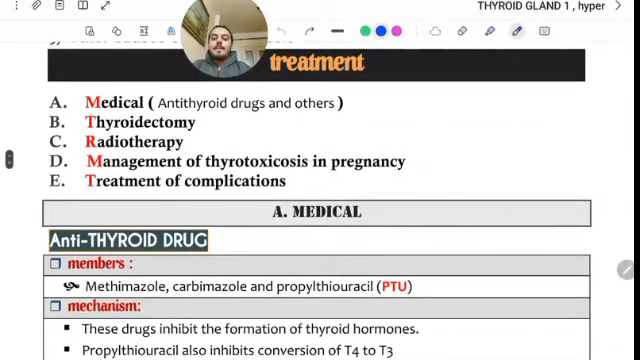 THYROID GLAND 1 , hyper
treatment
A. Medical ( Antithyroid drugs and others )
B. Thyroidectomy
C. Radiotherapy
D. Management of thyrotoxicosis in pregnancy
E. Treatment of complications
A. MEDICAL
Anti-THYROID DRUG
members :
Methimazole, carbimazole and propylthiouracil (PTU)
mechanism:
These drugs inhibit the formation of thyroid hormones.
Propylthiouracil also inhibits conversion of T4 to T3